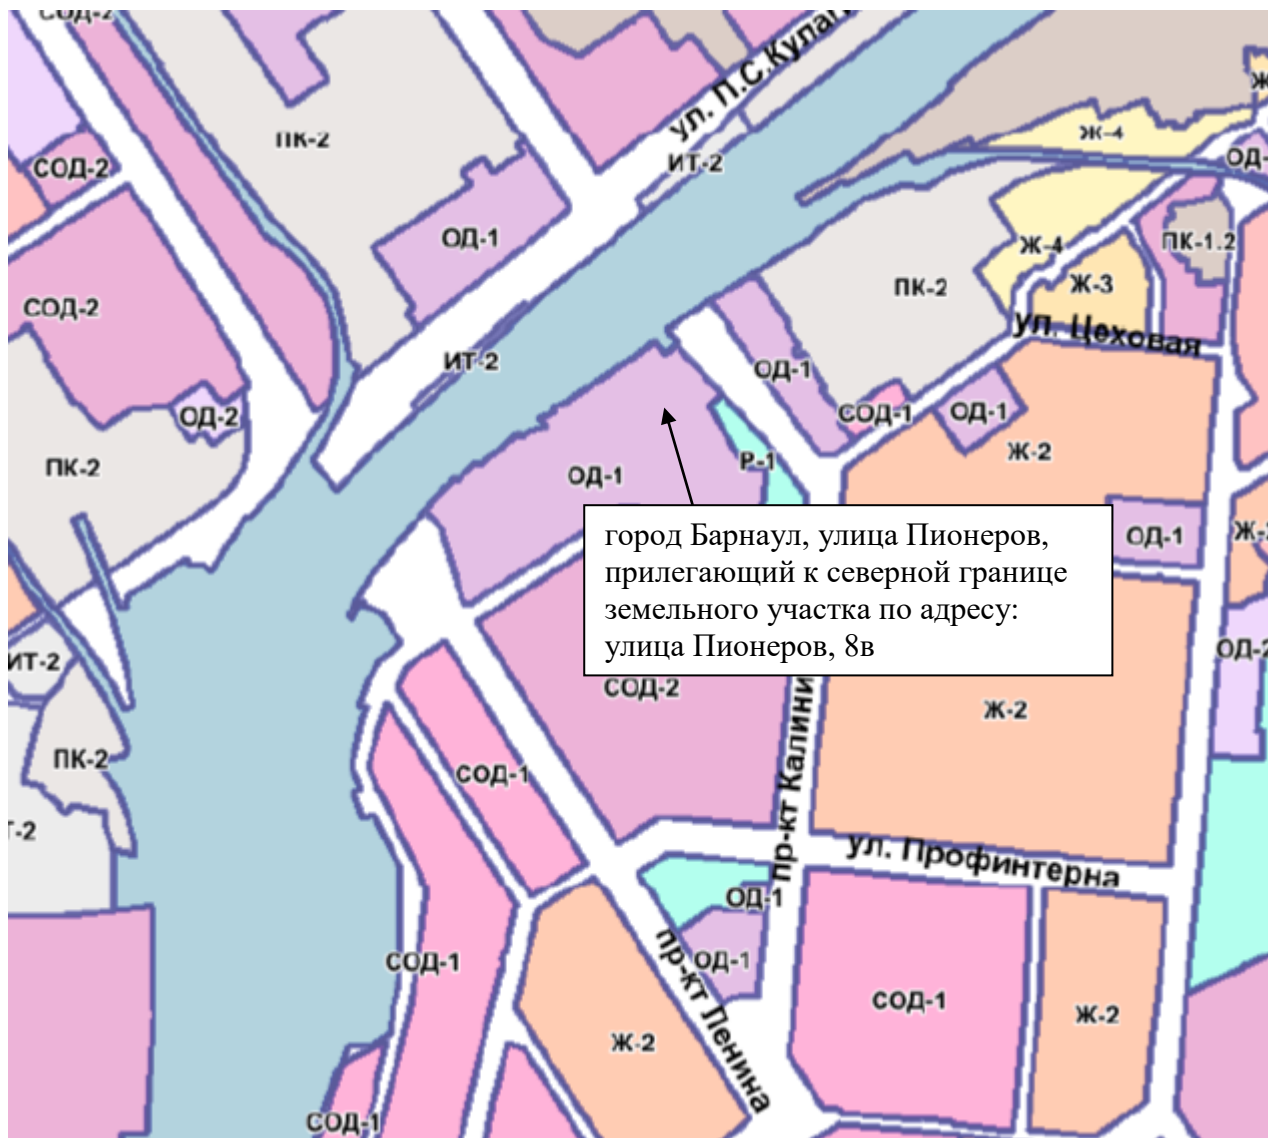 СОД-2
ул. П.С.Кулаг
ПК-2
Ж-4
ИТ-2
ОД-
СОД-2
ОД-1
Ж-4
ПК-1.2
ПК-2
Ж-3
СОД-2
ул. Цеховая
ИТ-2
ОД-1
ОД-2
СОД-1
ОД-1
Ж-2
ПК-2
Р-1
ОД-1
город Барнаул, улица Пионеров,
прилегающий к северной границе
земельного участка по адресу:
улица Пионеров, 8в
ОД-1
ИТ-2
ОД-2
СОД-2
Ж-2
ПК-2
СОД-1
пр-кт Калини
Т-2
ул. Профинтерна
ОД-1
ОД-1
СОД-1
пр-кт Ленина
СОД-1
Ж-2
Ж-2
СОД-1